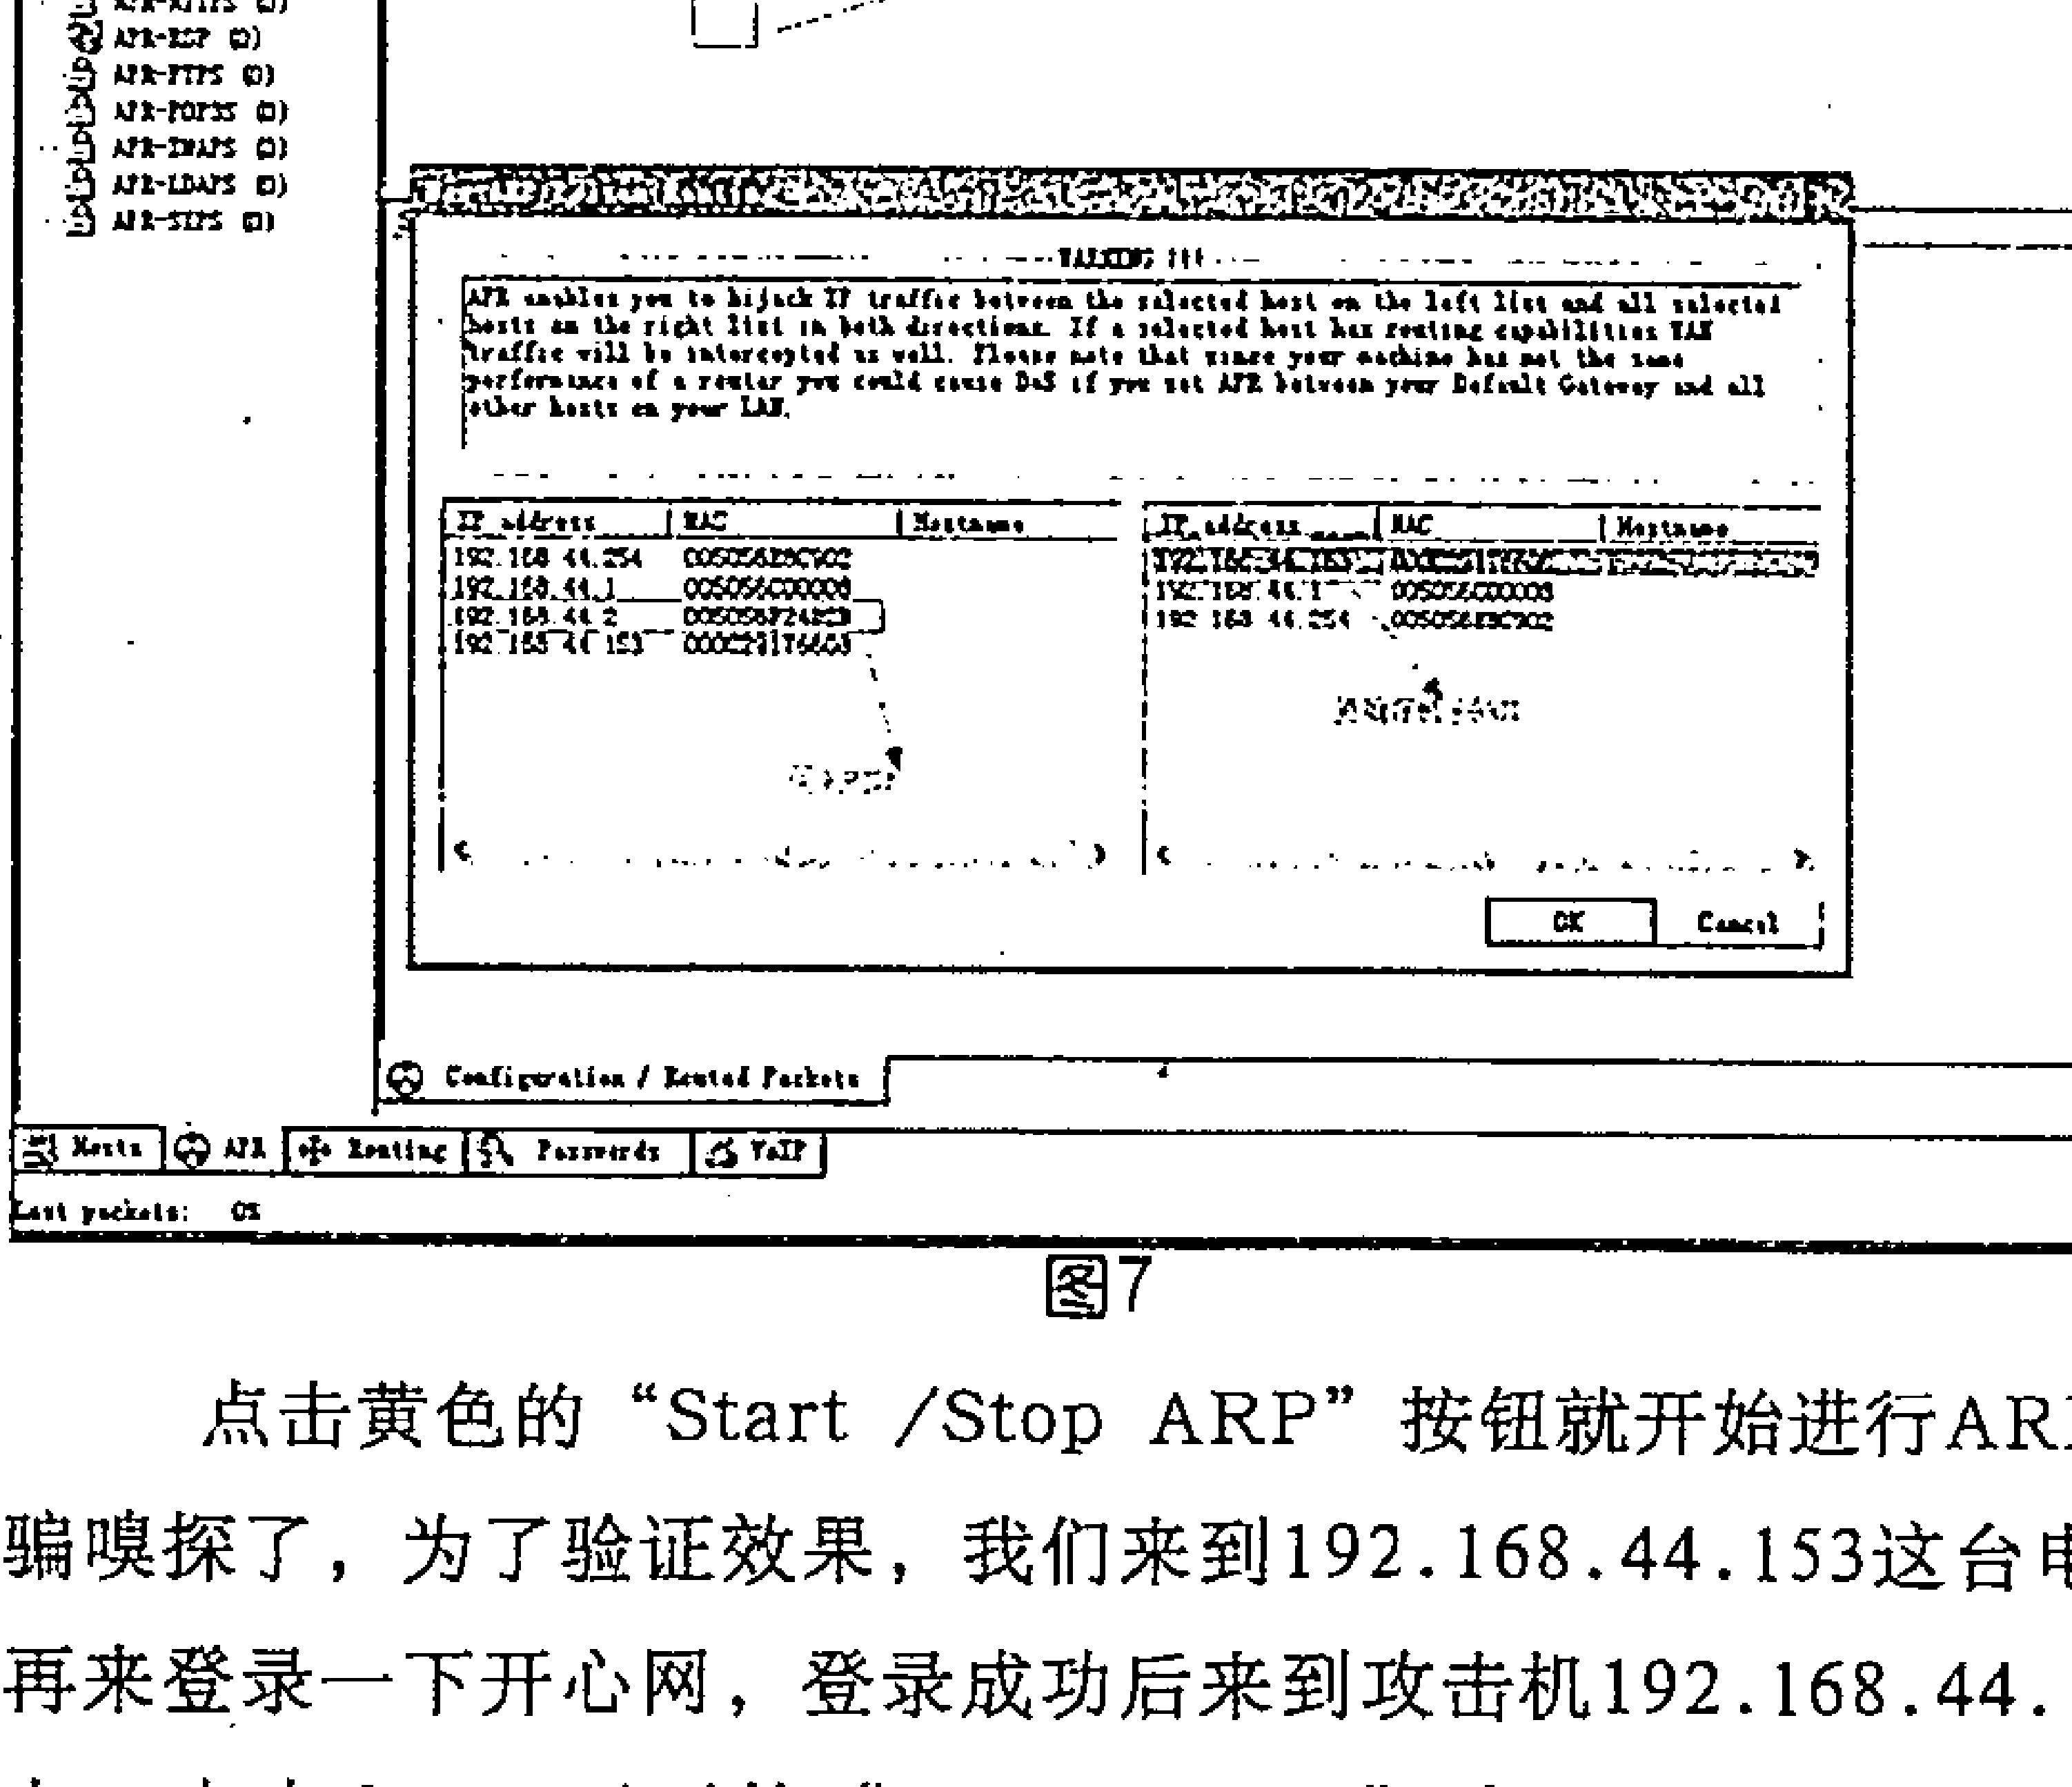 APR-ESP (0)
APR-FTPS (0)
APR-POP3S (0)
APR-IMAPS (0)
APR-LDAPS (0)
APR-SIPS (0)
WARNING !!!
APR enables you to hijack IP traffic between the selected host on the left list and all selected
hosts on the right list in both directions. If a selected host has routing capabilities WAN
traffic will be intercepted as well. Please note that since your machine has not the same
performance of a router you could cause DoS if you set APR between your Default Gateway and all
other hosts on your LAN.
IP address MAC Hostname
192.168.44.254
192.168.44.1 005056C00008
192.168.44.2
192.168.44.153
IP address MAC Hostname
192.168.44.153
192.168.44.1 005056C00008
192.168.44.254
OK Cancel
Configuration / Routed Packets
Hosts APR Routing Passwords VoIP
Lost packets: 0%
图7
点击黄色的“Start /Stop ARP”按钮就开始进行AR
骗嗅探了，为了验证效果，我们来到192.168.44.153这台
再来登录一下开心网，登录成功后来到攻击机192.168.44.